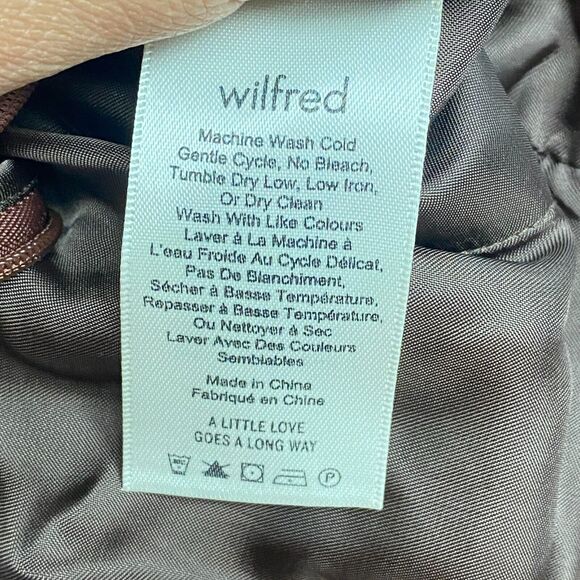 wilfred
Machine Wash Cold
Gentle Cycle, No Bleach,
Tumble Dry Low, Low Iron,
Or Dry Clean
Wash With Like Colours
Laver à La Machine à
L'eau Froide Au Cycle Délicat,
Pas De Blanchiment,
Sécher à Basse Température,
Repasser à Basse Température,
Ou Nettoyer à Sec
Laver Avec Des Couleurs
Semblables
Made in China
Fabriqué en Chine
A LITTLE LOVE
GOES A LONG WAY
P